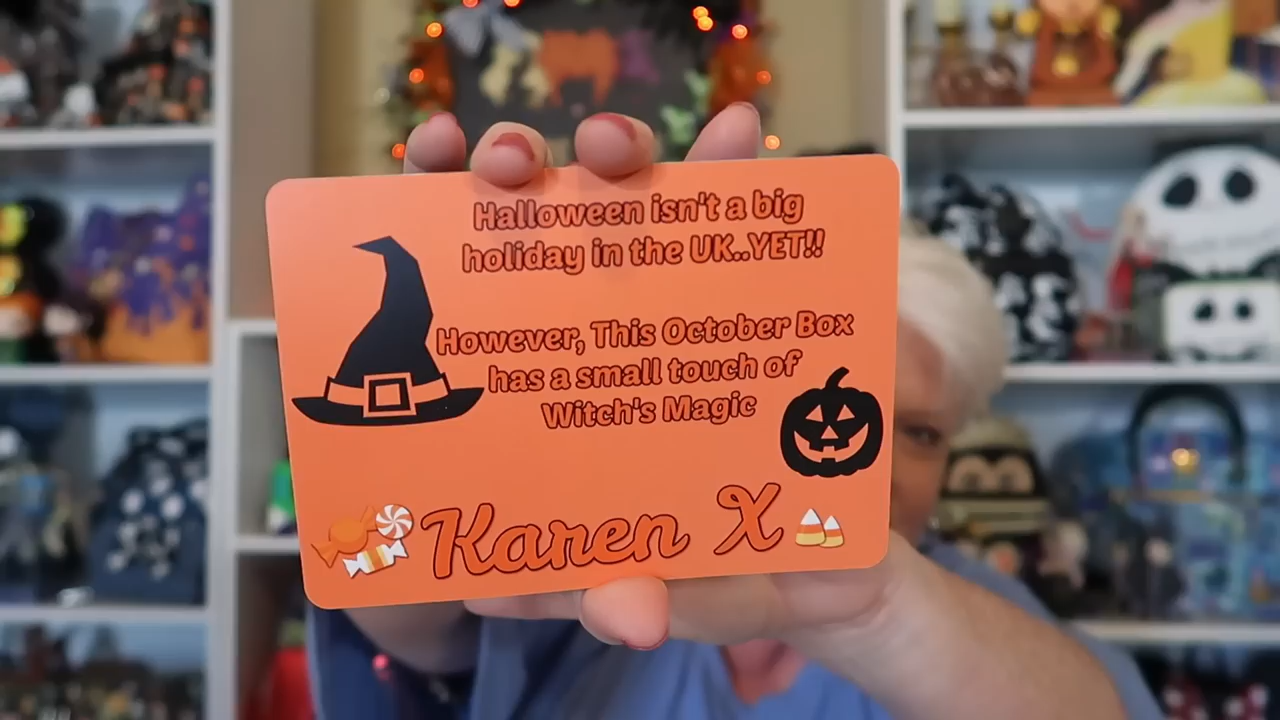 Halloween isn't a big
holiday in the UK..YET!!
However, This October Box
has a small touch of
Witch's Magic
Karen X